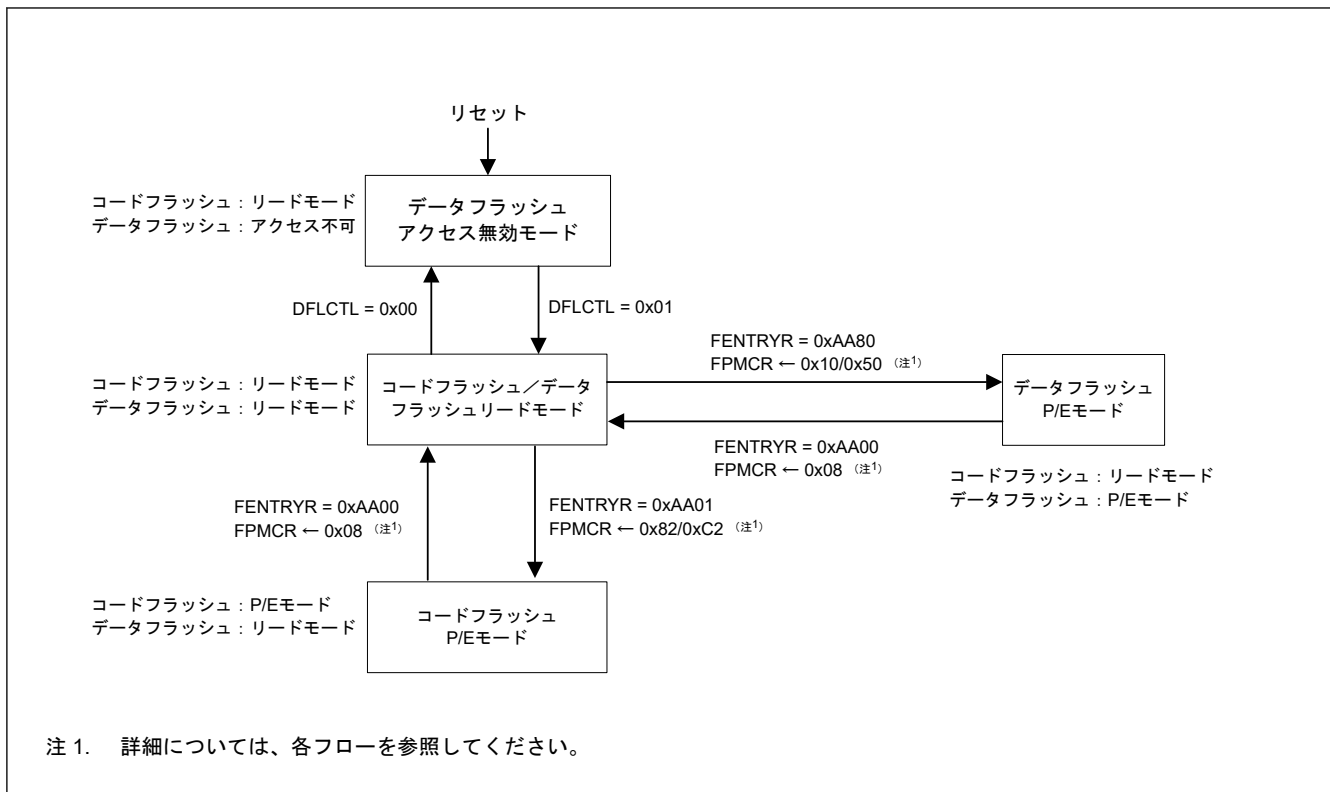 リセット
コードフラッシュ：リードモード
データフラッシュ：アクセス不可
データフラッシュ
アクセス無効モード
DFLCTL = 0x00
DFLCTL = 0x01
FENTRYR = 0xAA80
FPMCR ← 0x10/0x50（注1）
コードフラッシュ：リードモード
データフラッシュ：リードモード
コードフラッシュ／データ
フラッシュリードモード
データフラッシュ
P/Eモード
FENTRYR = 0xAA00
FPMCR ← 0x08（注1）
コードフラッシュ：リードモード
データフラッシュ：P/Eモード
FENTRYR = 0xAA00
FPMCR ← 0x08（注1）
FENTRYR = 0xAA01
FPMCR ← 0x82/0xC2（注1）
コードフラッシュ：P/Eモード
データフラッシュ：リードモード
コードフラッシュ
P/Eモード
注 1. 詳細については、各フローを参照してください。